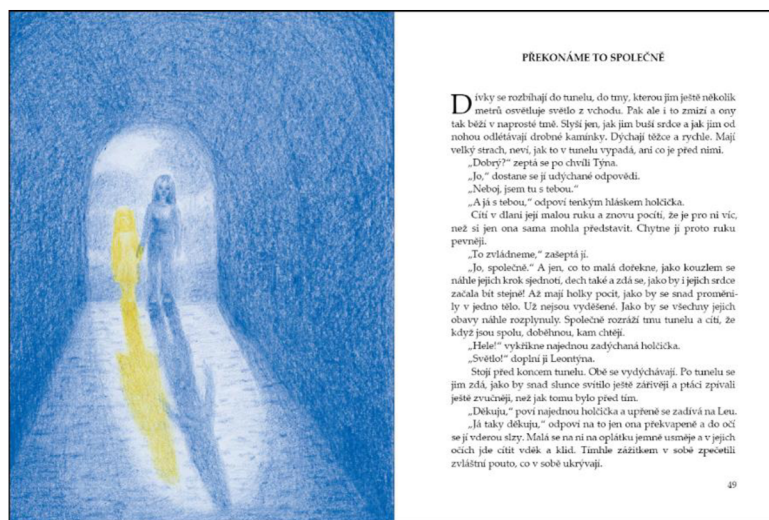 PŘEKONÁME TO SPOLEČNĚ
Dívky se rozbíhají do tunelu, do tmy, kterou jim ještě několik
metrů osvětluje světlo z vchodu. Pak ale i to zmizí a ony
tak běží v naprosté tmě. Slyší jen, jak jim buší srdce a jak jim od
nohou odlétávají drobné kamínky. Dýchají těžce a rychle. Mají
velký strach, neví, jak to v tunelu vypadá, ani co je před nimi.
„Dobrý?“ zeptá se po chvíli Týna.
„Jo,“ dostane se jí udýchané odpovědi.
„Neboj, jsem tu s tebou.“
„A já s tebou,“ odpoví tenkým hláskem holčička.
Cítí v dlani její malou ruku a znovu pocítí, že je pro ni víc,
než si jen ona sama mohla představit. Chytne jí proto ruku
pevněji.
„To zvládneme,“ zašeptá jí.
„Jo, společně.“ A jen, co to malá dořekne, jako kouzlem se
náhle jejich krok sjednotí, dech také a zdá se, jako by i jejich srdce
začala bít stejně! Až mají holky pocit, jako by se snad proměni-
ly v jedno tělo. Už nejsou vyděšené. Jako by se všechny jejich
obavy náhle rozplynuly. Společně rozráží tmu tunelu a cítí, že
když jsou spolu, doběhnou, kam chtějí.
„Hele!“ vykřikne najednou zadýchaná holčička.
„Světlo!“ doplní ji Leontýna.
Stojí před koncem tunelu. Obě se vydýchávají. Po tunelu se
jim zdá, jako by snad slunce svítilo ještě zářivěji a ptáci zpívali
ještě zvučněji, než jak tomu bylo před tím.
„Děkuju,“ poví najednou holčička a upřeně se zadívá na Leu.
„Já taky děkuju,“ odpoví na to jen ona překvapeně a do očí
se jí vderou slzy. Malá se na ni na oplátku jemně usměje a v jejich
očích jde cítit vděk a klid. Tímhle zážitkem v sobě zpečetili
zvláštní pouto, co v sobě ukrývají.
49